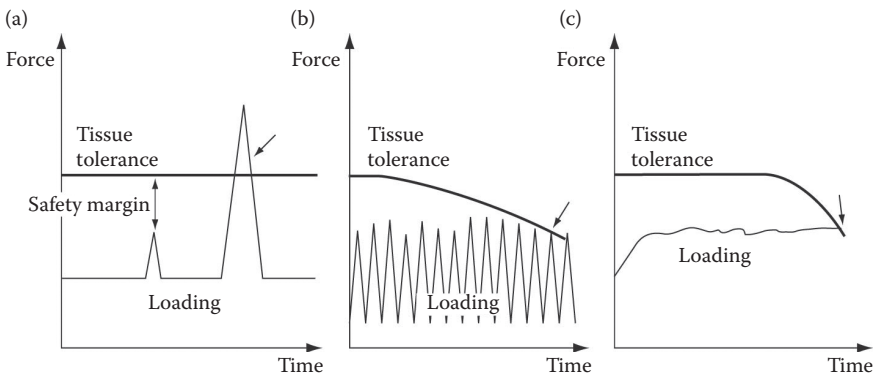 (a)
Force
Tissue
tolerance
Safety margin
Loading
Time
(b)
Force
Tissue
tolerance
Loading
Time
(c)
Force
Tissue
tolerance
Loading
Time